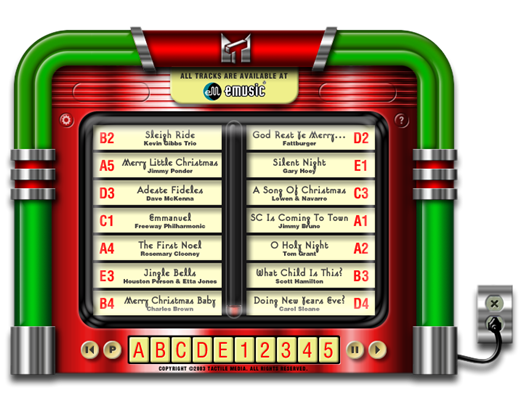 ALL TRACKS ARE AVAILABLE AT
eM emusic
?
B2 Sleigh Ride
Kevin Gibbs Trio
A5 Merry Little Christmas
Jimmy Ponder
D3 Adeste Fideles
Dave McKenna
C1 Emmanuel
Freeway Philharmonic
A4 The First Noel
Rosemary Clooney
E3 Jingle Bells
Houston Person & Etta Jones
B4 Merry Christmas Baby
Charles Brown
God Rest Ye Merry... D2
Fattburger
Silent Night E1
Gary Hoey
A Song Of Christmas C3
Lowen & Navarro
SC Is Coming To Town A1
Jimmy Bruno
O Holy Night A2
Tom Grant
What Child Is This? B3
Scott Hamilton
Doing New Years Eve? D4
Carol Sloane
P A B C D E 1 2 3 4 5
COPYRIGHT ©2003 TACTILE MEDIA. ALL RIGHTS RESERVED.